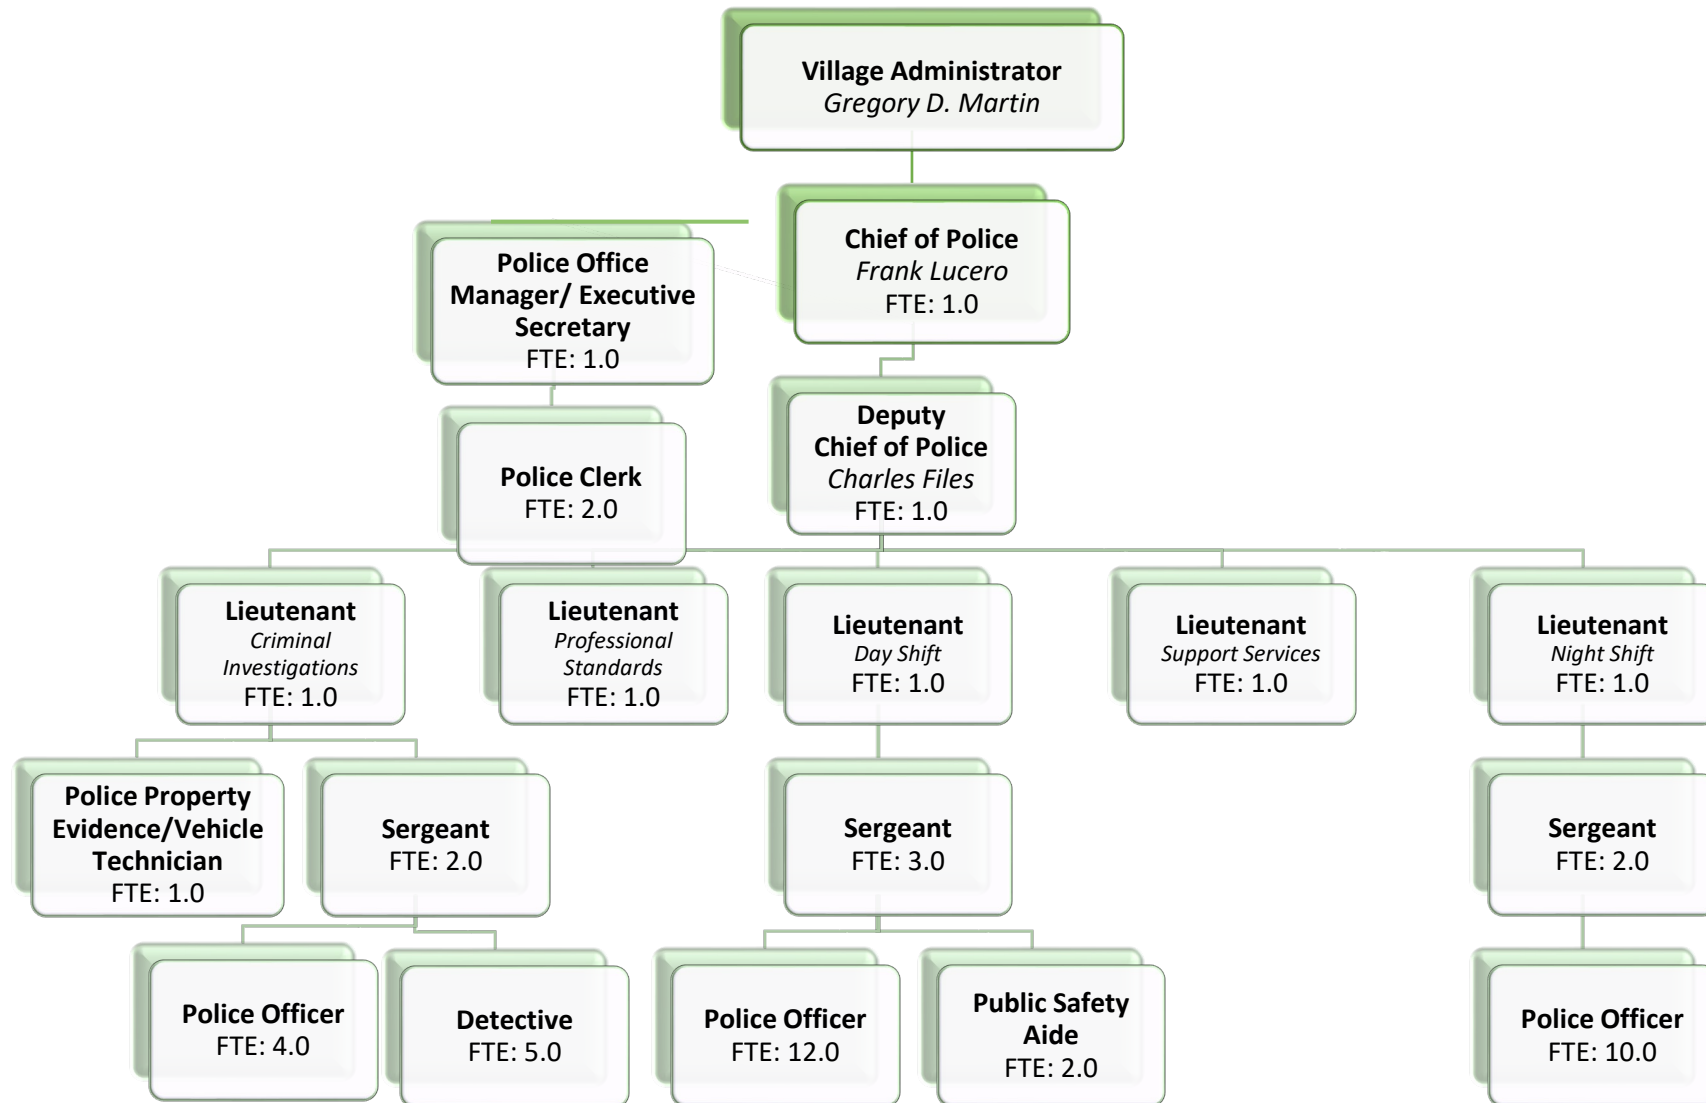 Village Administrator
Gregory D. Martin
Chief of Police
Frank Lucero
FTE: 1.0
Police Office
Manager/ Executive
Secretary
FTE: 1.0
Deputy
Chief of Police
Charles Files
FTE: 1.0
Police Clerk
FTE: 2.0
Lieutenant
Criminal
Investigations
FTE: 1.0
Lieutenant
Professional
Standards
FTE: 1.0
Lieutenant
Day Shift
FTE: 1.0
Lieutenant
Support Services
FTE: 1.0
Lieutenant
Night Shift
FTE: 1.0
Police Property
Evidence/Vehicle
Technician
FTE: 1.0
Sergeant
FTE: 2.0
Sergeant
FTE: 3.0
Sergeant
FTE: 2.0
Police Officer
FTE: 4.0
Detective
FTE: 5.0
Police Officer
FTE: 12.0
Public Safety
Aide
FTE: 2.0
Police Officer
FTE: 10.0